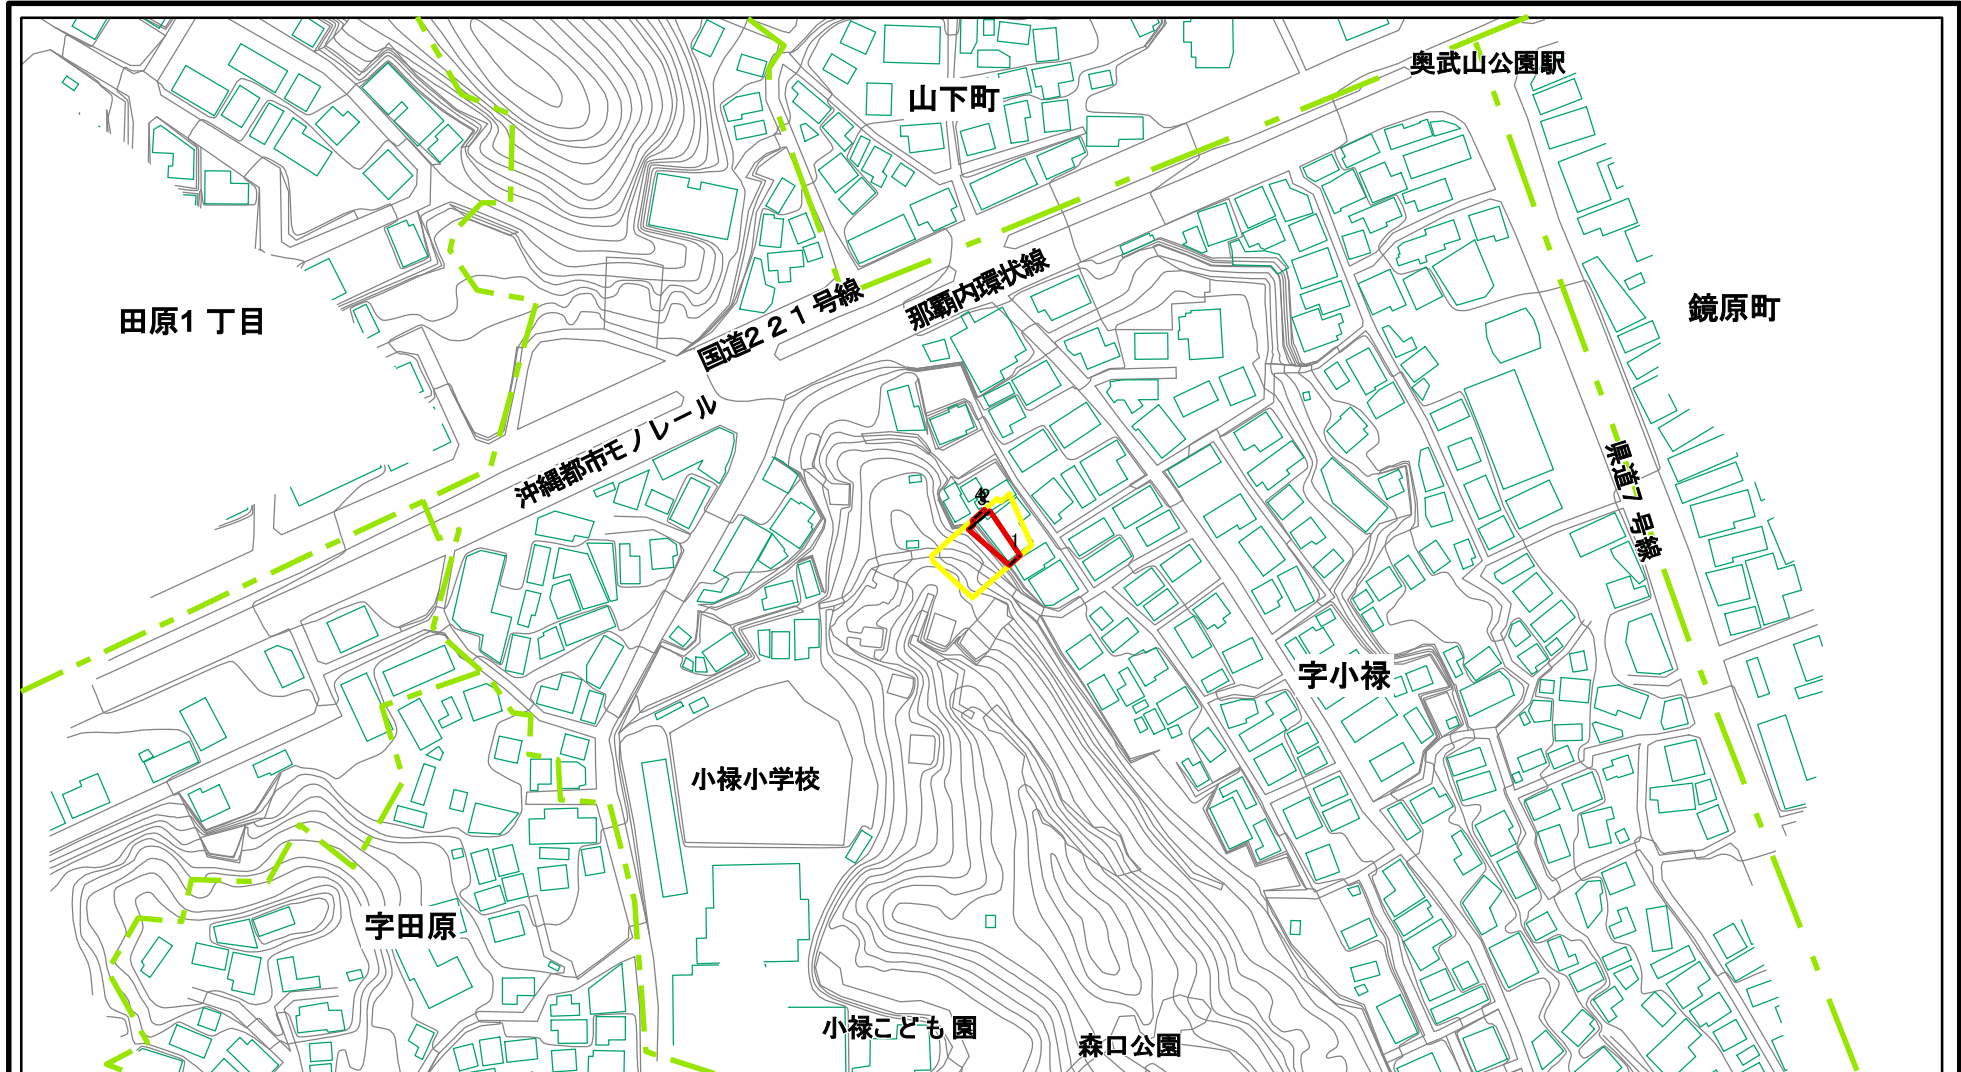 奥武山公園駅
山下町
那覇内環状線
国道221号線
田原1丁目
鏡原町
沖縄都市モノレール
県道7号線
1
字小禄
小禄小学校
字田原
小禄こども園
森口公園